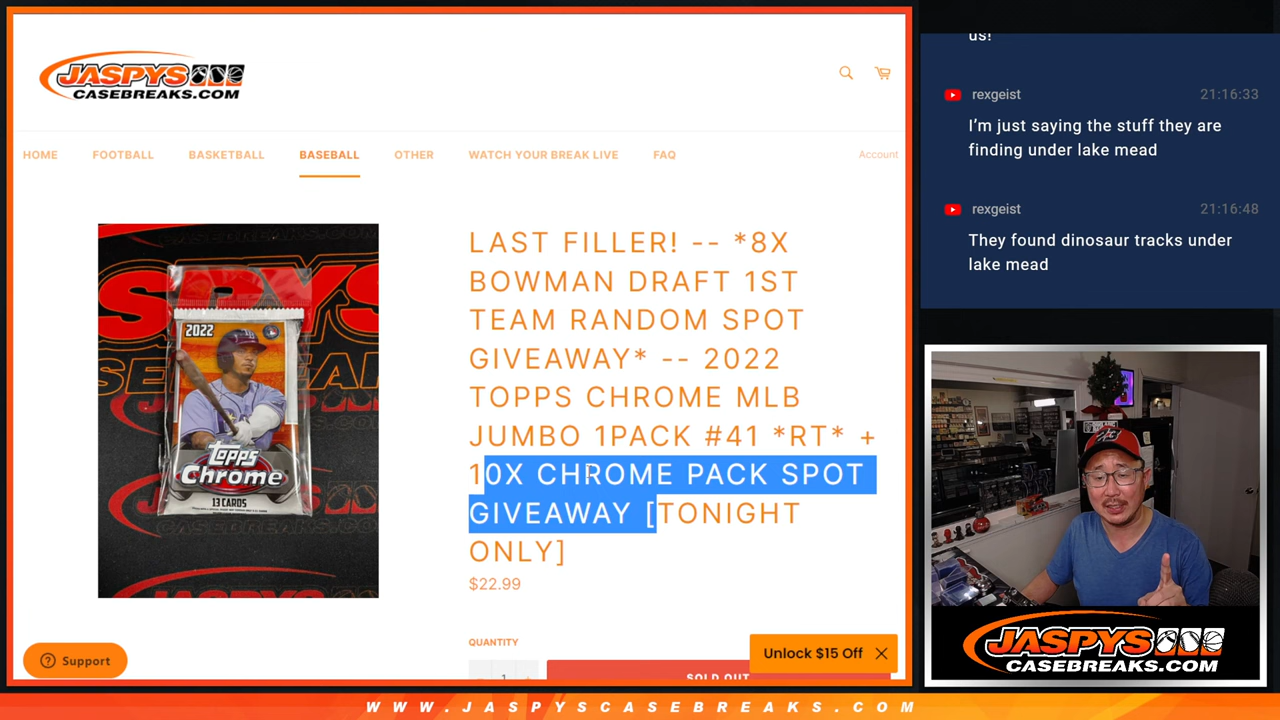 JASPYS
CASEBREAKS.COM
HOME FOOTBALL BASKETBALL BASEBALL OTHER WATCH YOUR BREAK LIVE FAQ Account
2022
Topps
Chrome
13 CARDS
LAST FILLER! -- *8X
BOWMAN DRAFT 1ST
TEAM RANDOM SPOT
GIVEAWAY* -- 2022
TOPPS CHROME MLB
JUMBO 1PACK #41 *RT* +
10X CHROME PACK SPOT
GIVEAWAY [TONIGHT
ONLY]
$22.99
QUANTITY
1
SOLD OUT
Support
Unlock $15 Off
us!
rexgeist 21:16:33
I’m just saying the stuff they are
finding under lake mead
rexgeist 21:16:48
They found dinosaur tracks under
lake mead
JASPYS
CASEBREAKS.COM
WWW.JASPYSCASEBREAKS.COM